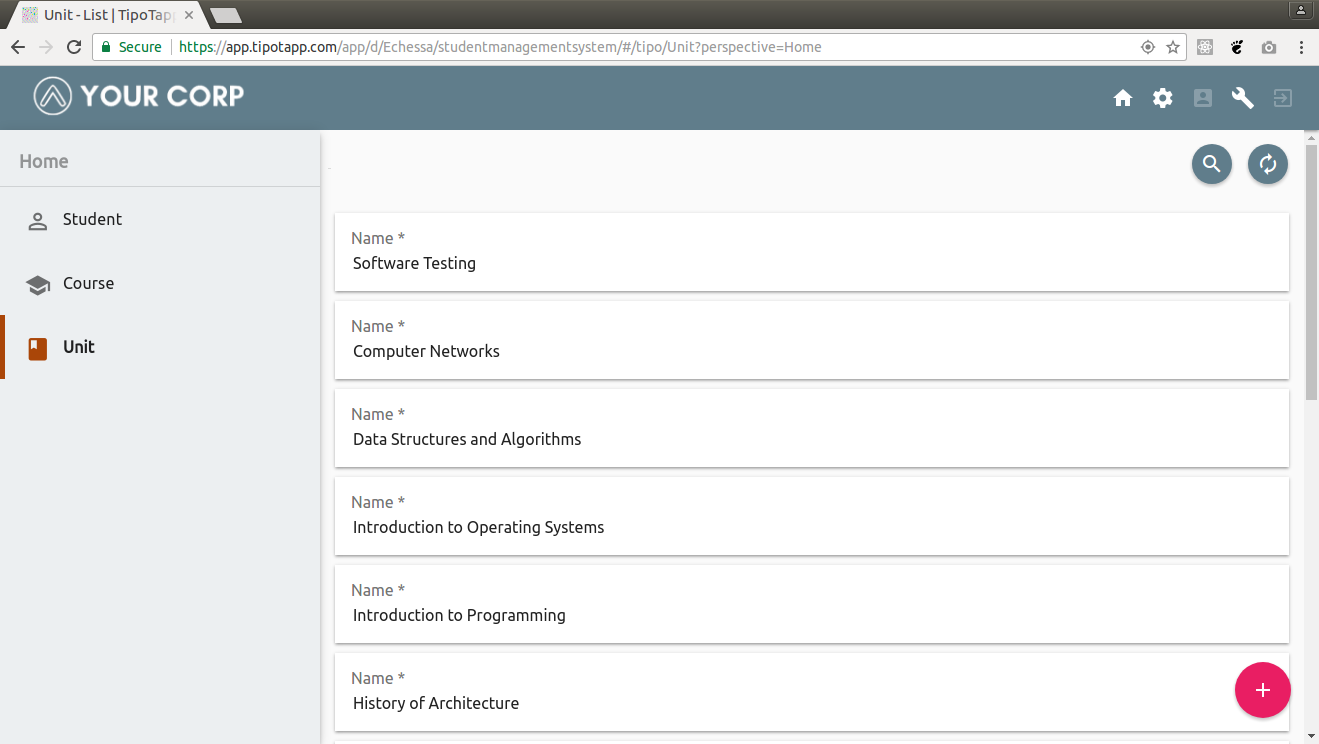 Unit - List | TipoTapp
Secure https://app.tipotapp.com/app/d/Echessa/studentmanagementsystem/#/tipo/Unit?perspective=Home
YOUR CORP
Home
Student
Course
Unit
Name *
Software Testing
Name *
Computer Networks
Name *
Data Structures and Algorithms
Name *
Introduction to Operating Systems
Name *
Introduction to Programming
Name *
History of Architecture